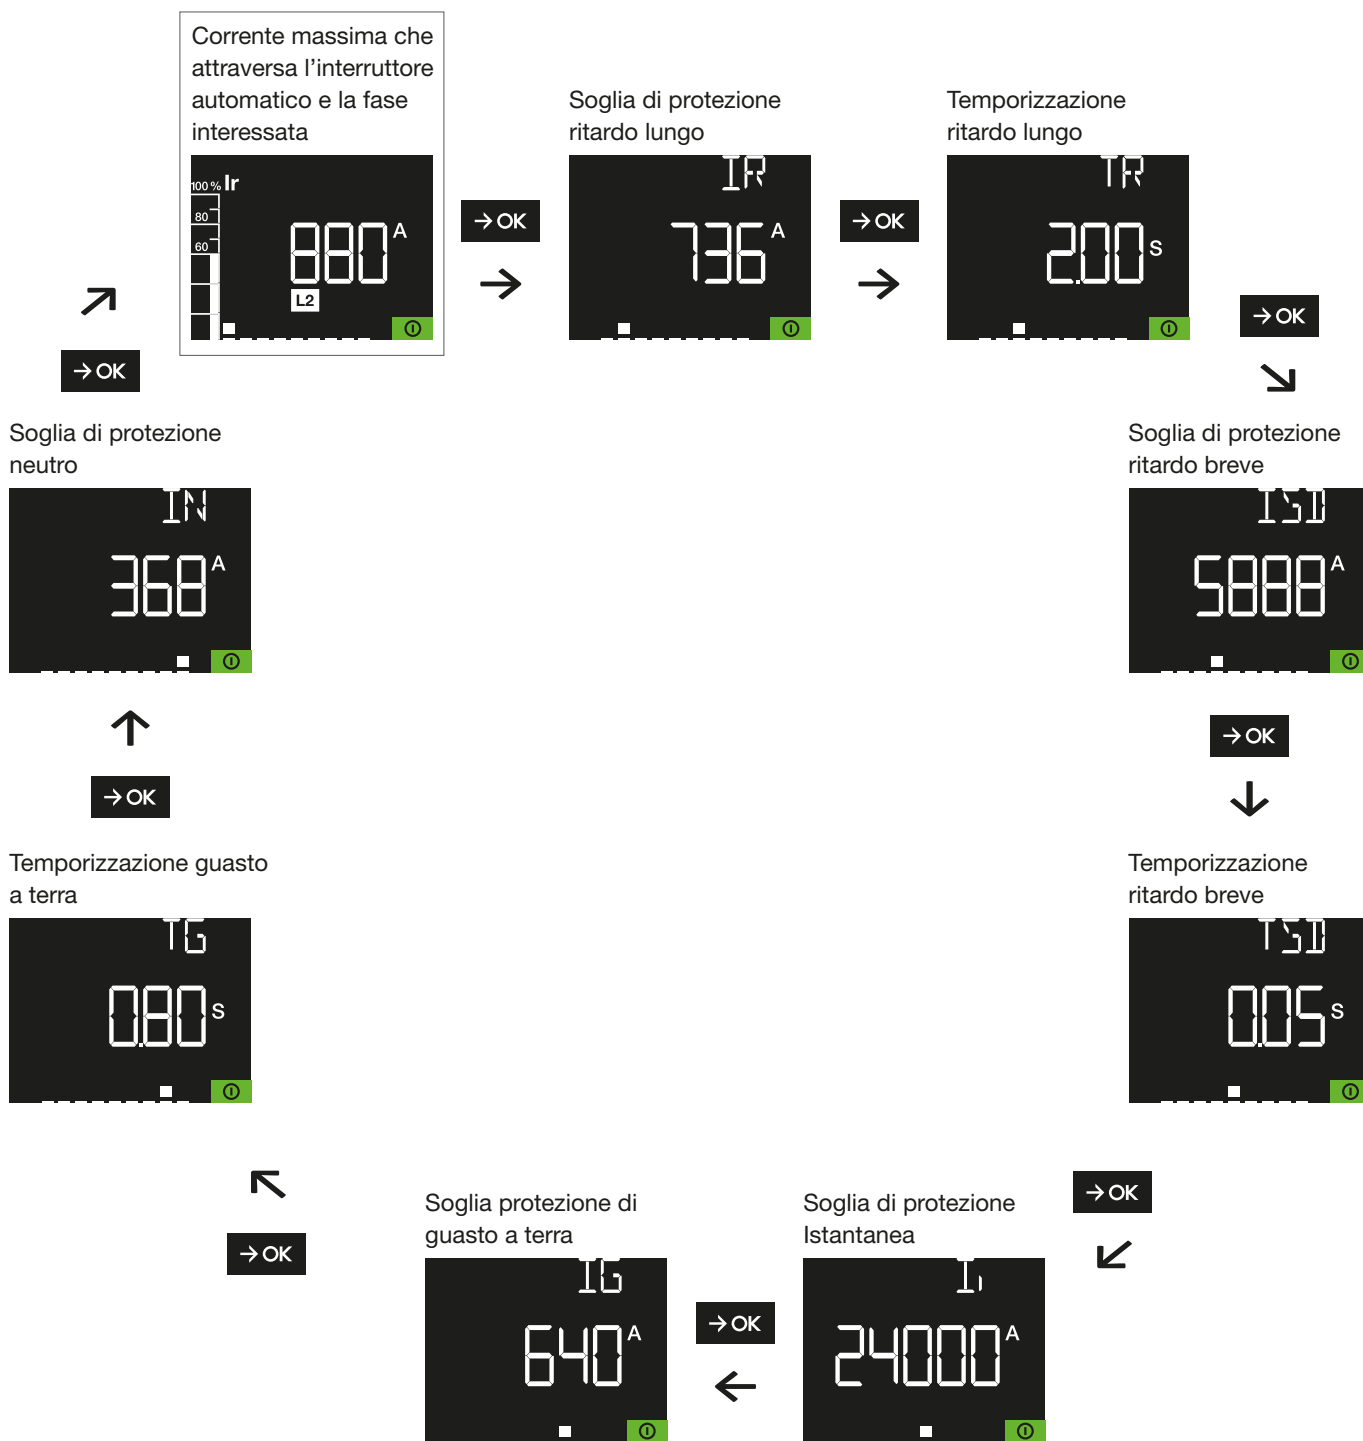 Corrente massima che
attraversa l'interruttore
automatico e la fase
interessata
100 % Ir
80
60
880 A
L2
→ OK
Soglia di protezione
ritardo lungo
IR
736 A
→ OK
Temporizzazione
ritardo lungo
TR
2.00 S
→ OK
Soglia di protezione
ritardo breve
ISD
5888 A
→ OK
Temporizzazione
ritardo breve
TSD
0.05 S
→ OK
Soglia di protezione
Istantanea
Ii
24000 A
→ OK
Soglia protezione di
guasto a terra
IG
640 A
→ OK
Temporizzazione guasto
a terra
TG
0.80 S
→ OK
Soglia di protezione
neutro
IN
368 A
→ OK